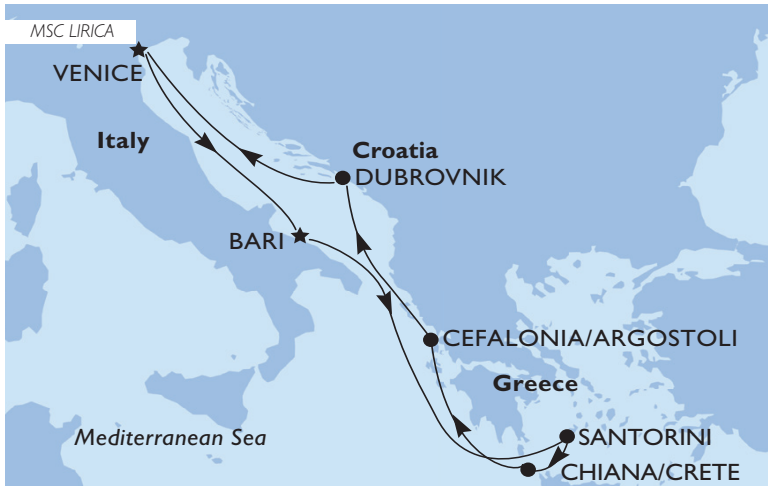 MSC LIRICA
VENICE
Italy
Croatia
DUBROVNIK
BARI
CEFALONIA/ARGOSTOLI
Greece
Mediterranean Sea
SANTORINI
CHIANA/CRETE